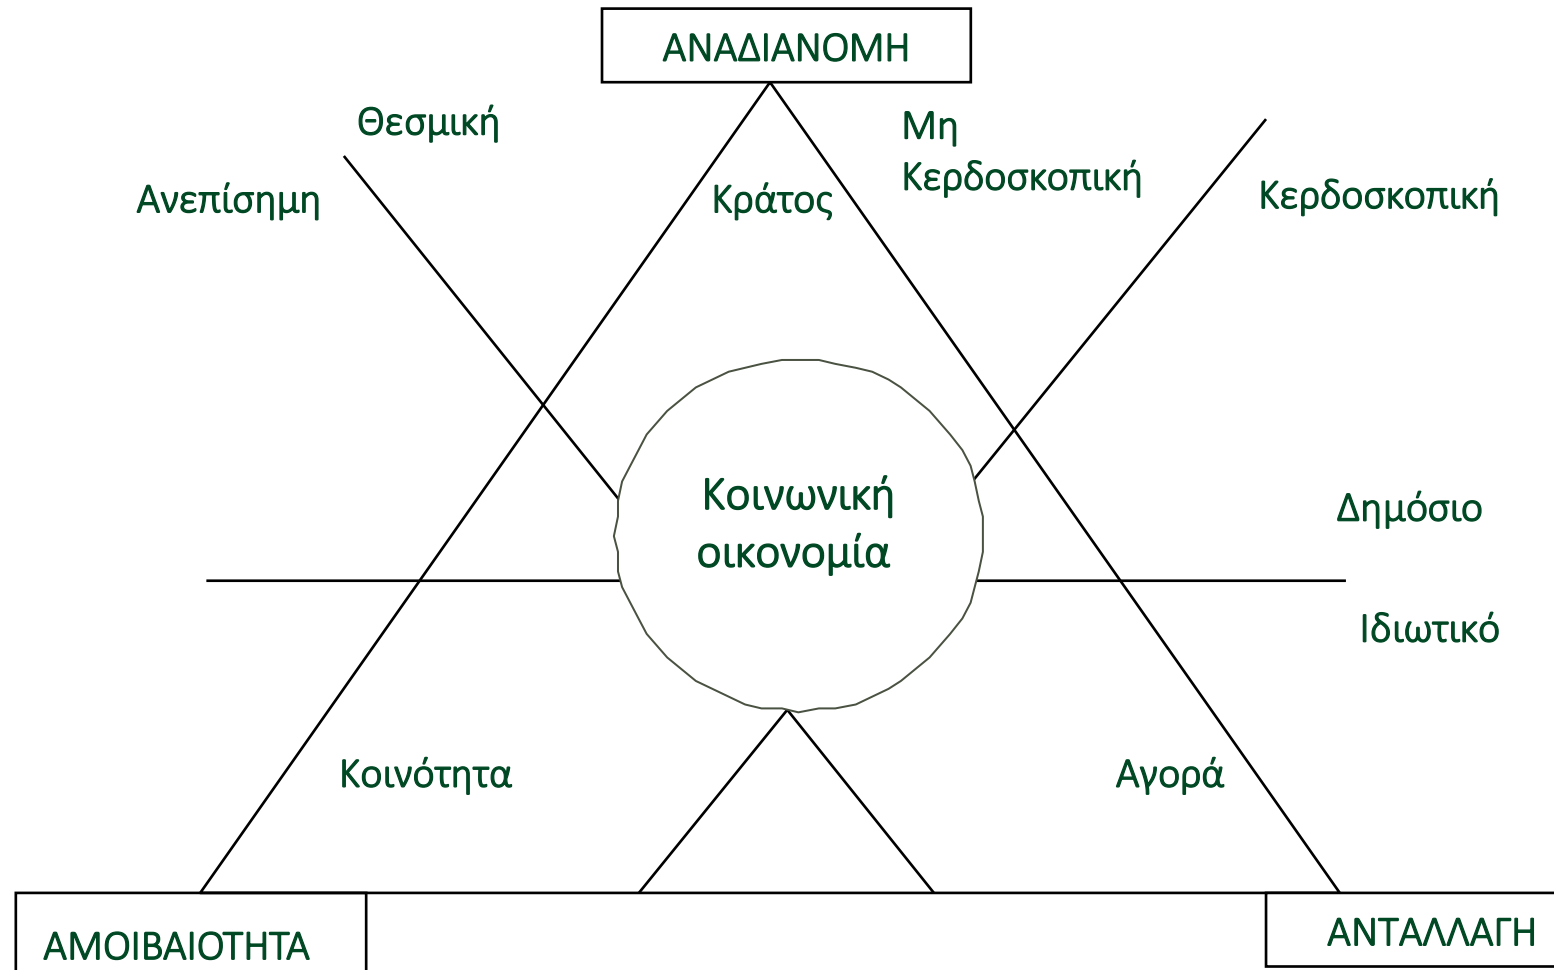 ΑΝΑΔΙΑΝΟΜΗ
Θεσμική
Μη
Κερδοσκοπική
Ανεπίσημη
Κράτος
Κερδοσκοπική
Κοινωνική
οικονομία
Δημόσιο
Ιδιωτικό
Κοινότητα
Αγορά
ΑΜΟΙΒΑΙΟΤΗΤΑ
ΑΝΤΑΛΛΑΓΗ